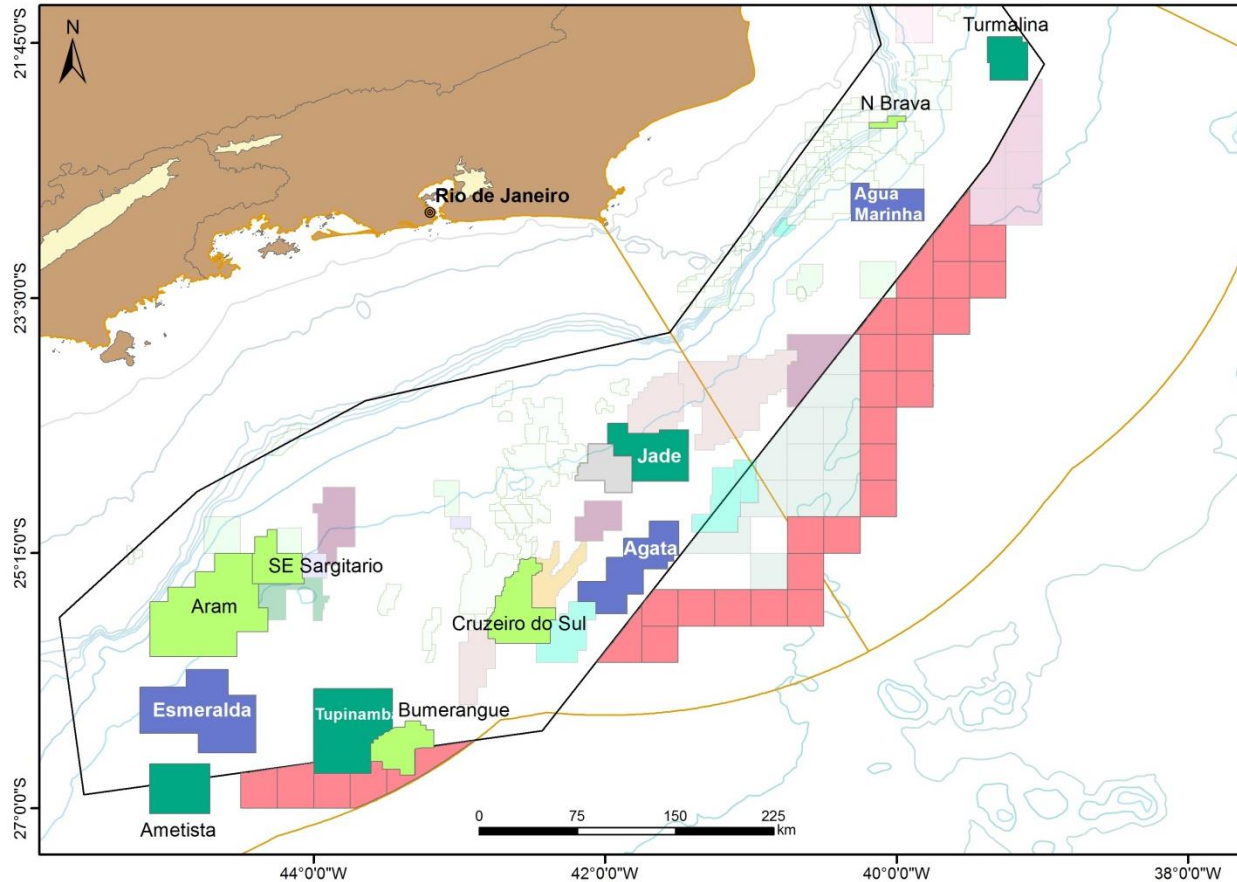 N
21°45'0"S
23°30'0"S
25°15'0"S
27°0'0"S
Turmalina
N Brava
Agua
Marinha
Rio de Janeiro
Jade
Agata
SE Sargitario
Aram
Cruzeiro do Sul
Esmeralda
Tupinamb
Bumerangue
Ametista
0 75 150 225
km
44°0'0"W 42°0'0"W 40°0'0"W 38°0'0"W